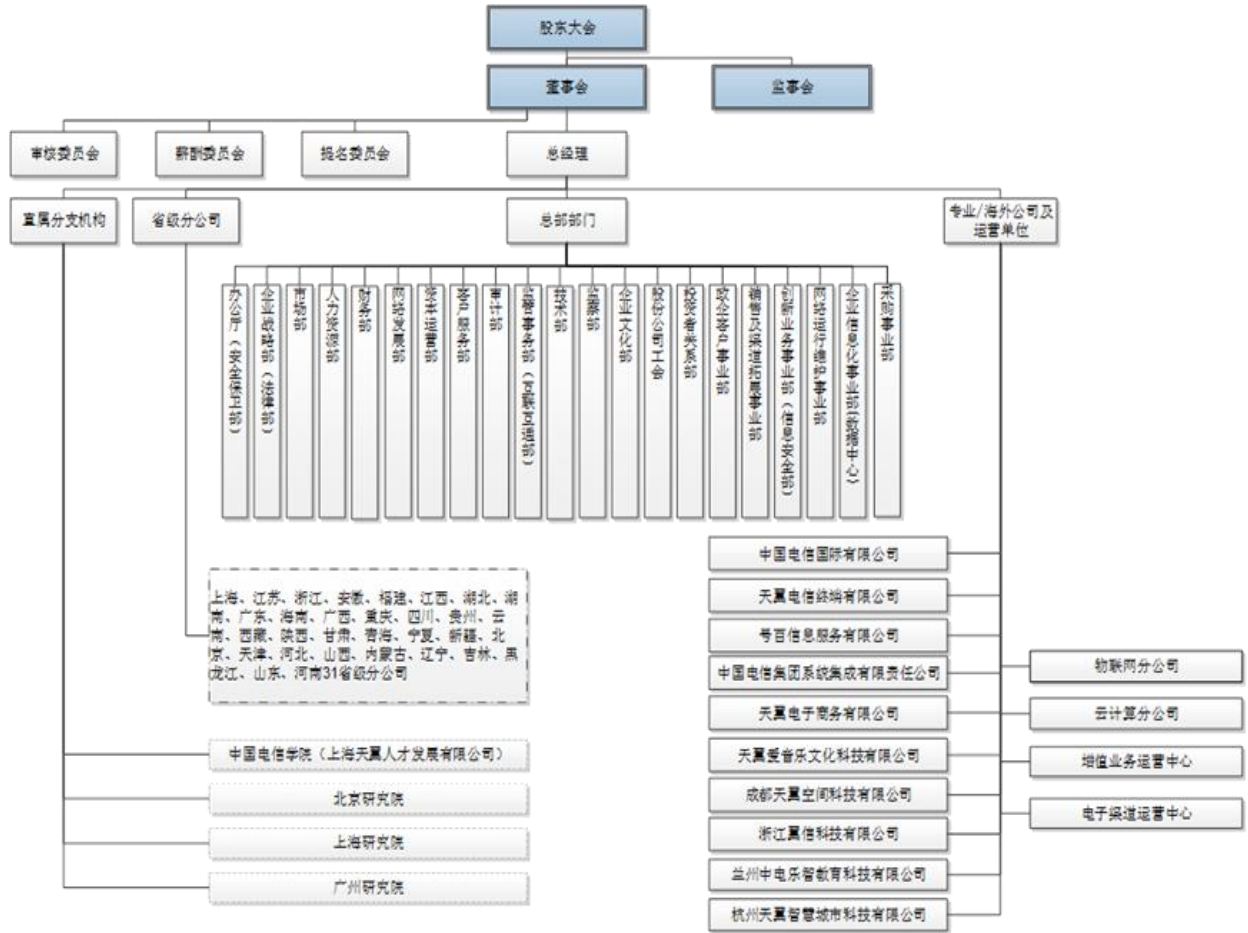 股东大会
董事会
监事会
审核委员会
薪酬委员会
提名委员会
总经理
直属分支机构
省级分公司
总部部门
专业/海外公司及
运营单位
办公厅（安全保卫部）
企业战略部（法律部）
市场部
人力资源部
财务部
网络发展部
资本运营部
客户服务部
审计部
监管事务部（互联互通部）
技术部
监察部
企业文化部
股份公司工会
投资者关系部
政企客户事业部
销售及渠道拓展事业部
创新业务事业部（信息安全部）
网络运行维护事业部
企业信息化事业部（数据中心）
采购事业部
上海、江苏、浙江、安徽、福建、江西、湖北、湖
南、广东、海南、广西、重庆、四川、贵州、云
南、西藏、陕西、甘肃、青海、宁夏、新疆、北
京、天津、河北、山西、内蒙古、辽宁、吉林、黑
龙江、山东、河南31省级分公司
中国电信学院（上海天翼人才发展有限公司）
北京研究院
上海研究院
广州研究院
中国电信国际有限公司
天翼电信终端有限公司
号百信息服务有限公司
中国电信集团系统集成有限责任公司
天翼电子商务有限公司
天翼爱音乐文化科技有限公司
成都天翼空间科技有限公司
浙江翼信科技有限公司
兰州中电乐智教育科技有限公司
杭州天翼智慧城市科技有限公司
物联网分公司
云计算分公司
增值业务运营中心
电子渠道运营中心